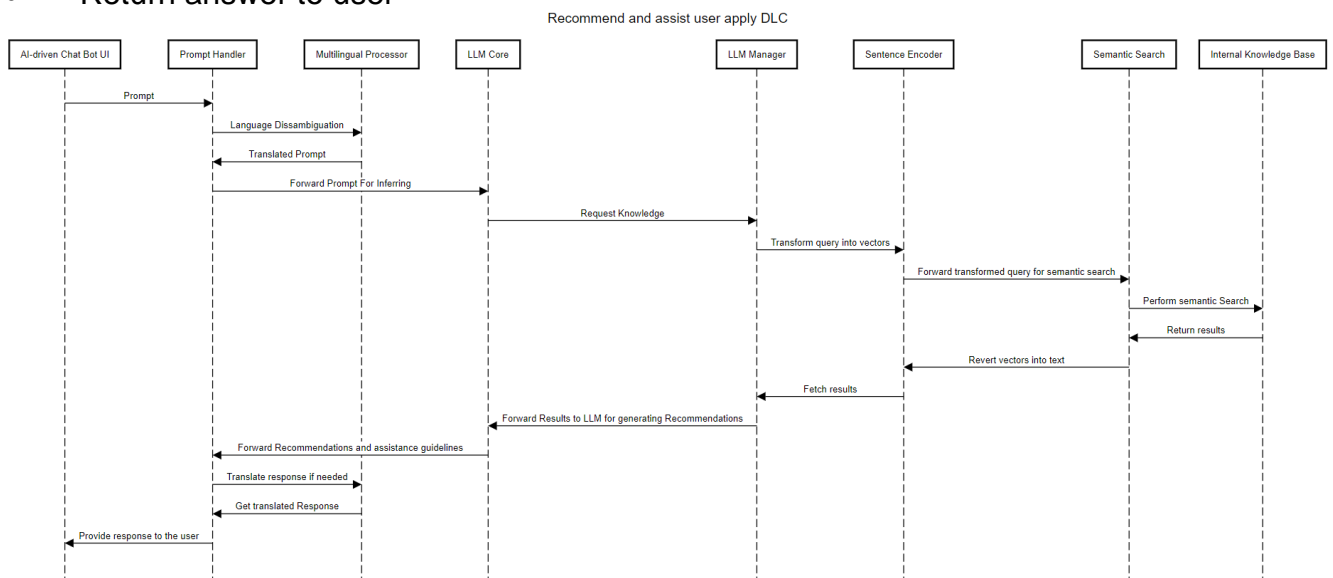 Return answer to user
Recommend and assist user apply DLC
AI-driven Chat Bot UI
Prompt Handler
Multilingual Processor
LLM Core
LLM Manager
Sentence Encoder
Semantic Search
Internal Knowledge Base
Prompt
Language Dissambiguation
Translated Prompt
Forward Prompt For Inferring
Request Knowledge
Transform query into vectors
Forward transformed query for semantic search
Perform semantic Search
Return results
Revert vectors into text
Fetch results
Forward Results to LLM for generating Recommendations
Forward Recommendations and assistance guidelines
Translate response if needed
Get translated Response
Provide response to the user